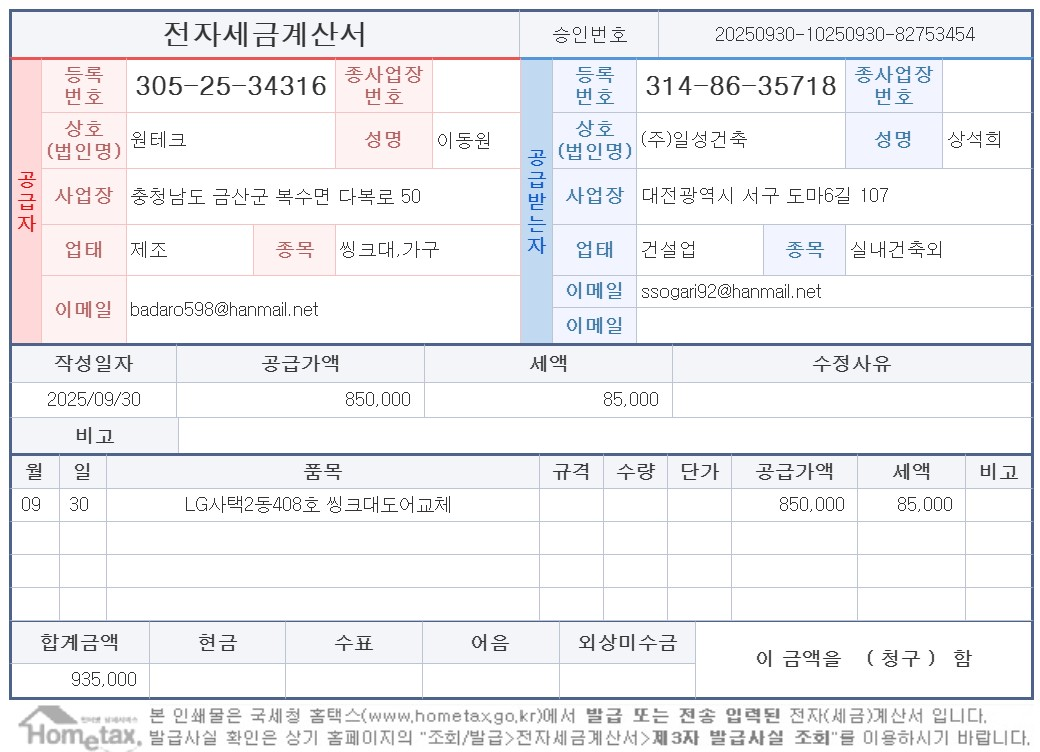 전자세금계산서 승인번호 20250930-10250930-82753454
공급자
등록번호 305-25-34316 종사업장번호
상호(법인명) 원테크 성명 이동원
사업장 충청남도 금산군 복수면 다복로 50
업태 제조 종목 씽크대,가구
이메일 badaro598@hanmail.net
공급받는자
등록번호 314-86-35718 종사업장번호
상호(법인명) (주)일성건축 성명 상석희
사업장 대전광역시 서구 도마6길 107
업태 건설업 종목 실내건축외
이메일 ssogari92@hanmail.net
이메일
작성일자 공급가액 세액 수정사유
2025/09/30 850,000 85,000
비고
월 일 품목 규격 수량 단가 공급가액 세액 비고
09 30 LG사택2동408호 씽크대도어교체 850,000 85,000
합계금액 현금 수표 어음 외상미수금 이 금액을 (청구) 함
935,000
Hometax. 본 인쇄물은 국세청 홈택스(www.hometax.go.kr)에서 발급 또는 전송 입력된 전자(세금)계산서 입니다.
발급사실 확인은 상기 홈페이지의 "조회/발급>전자세금계산서>제3자 발급사실 조회"를 이용하시기 바랍니다.